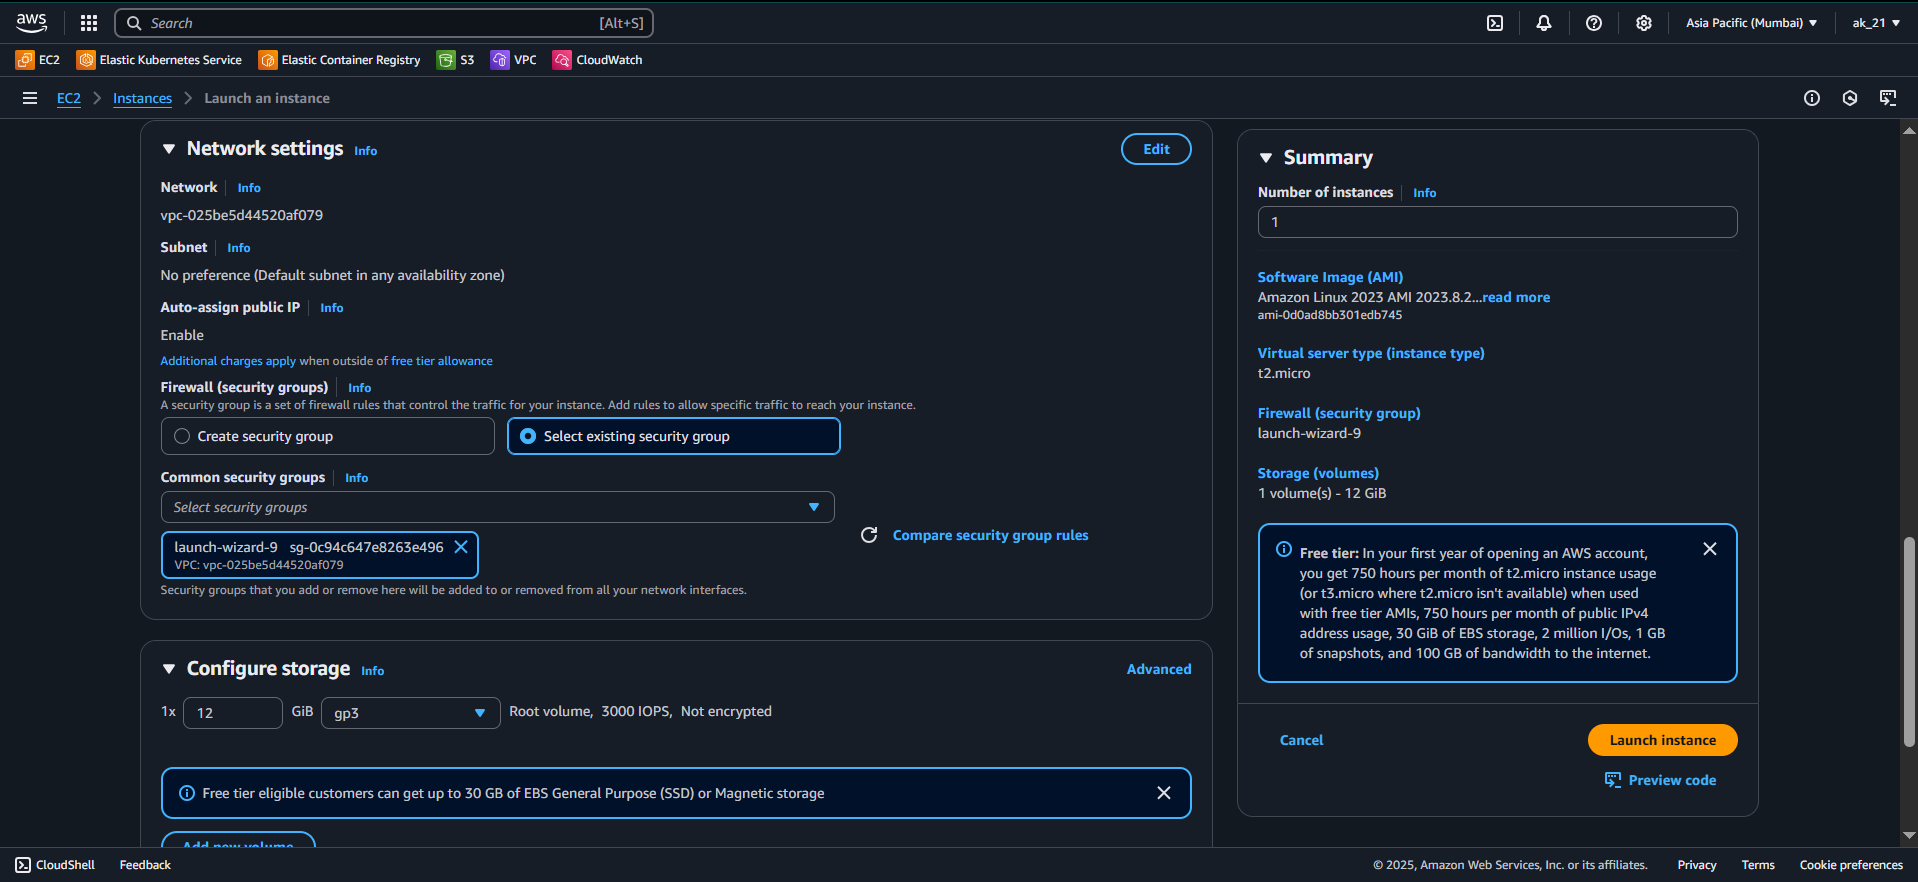 aws
Search [Alt+S]
Asia Pacific (Mumbai)
ak_21
EC2
Elastic Kubernetes Service
Elastic Container Registry
S3
VPC
CloudWatch
EC2 Instances Launch an instance
Network settings Info
Edit
Network Info
vpc-025be5d44520af079
Subnet Info
No preference (Default subnet in any availability zone)
Auto-assign public IP Info
Enable
Additional charges apply when outside of free tier allowance
Firewall (security groups) Info
A security group is a set of firewall rules that control the traffic for your instance. Add rules to allow specific traffic to reach your instance.
Create security group
Select existing security group
Common security groups Info
Select security groups
launch-wizard-9 sg-0c94c647e8263e496
VPC: vpc-025be5d44520af079
Compare security group rules
Security groups that you add or remove here will be added to or removed from all your network interfaces.
Configure storage Info
Advanced
1x 12 GiB gp3 Root volume, 3000 IOPS, Not encrypted
Free tier eligible customers can get up to 30 GB of EBS General Purpose (SSD) or Magnetic storage
Add new volume
Summary
Number of instances Info
1
Software Image (AMI)
Amazon Linux 2023 AMI 2023.8.2...read more
ami-0d0ad8bb301edb745
Virtual server type (instance type)
t2.micro
Firewall (security group)
launch-wizard-9
Storage (volumes)
1 volume(s) - 12 GiB
Free tier: In your first year of opening an AWS account,
you get 750 hours per month of t2.micro instance usage
(or t3.micro where t2.micro isn't available) when used
with free tier AMIs, 750 hours per month of public IPv4
address usage, 30 GiB of EBS storage, 2 million I/Os, 1 GB
of snapshots, and 100 GB of bandwidth to the internet.
Cancel
Launch instance
Preview code
CloudShell
Feedback
© 2025, Amazon Web Services, Inc. or its affiliates.
Privacy
Terms
Cookie preferences